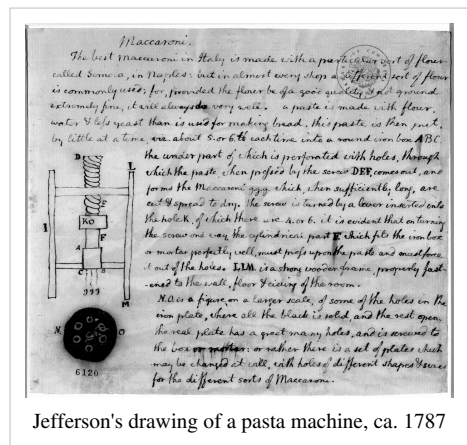 Maccaroni.
The best maccaroni in Italy is made with a particular sort of flour
called Semola, in Naples: but in almost every shop a different sort of flour
is commonly used; for, provided the flour be of a good quality, & not ground
extremely fine, it will always do very well. a paste is made with flour,
water & less yeast than is used for making bread. this paste is then put,
by little at a time, viz. about 5. or 6. ℔ each time into a round iron box ABC.
the under part of which is perforated with holes, through
which the paste, when pressed by the screw DEF, comes out, and
forms the Maccaroni g.g.g. which, when sufficiently long, are
cut & spread to dry. the screw is turned by a lever inserted into
the hole K, of which there are 4. or 6. it is evident that on turning
the screw one way, the cylindrical part F. which fits the iron box
or mortar perfectly well, must press upon the paste and must force
it out of the holes. L.I.M. is a strong wooden frame, properly fast-
ened to the wall, floor & cieling of the room.
N.O. is a figure, on a larger scale, of some of the holes in the
iron plate, where all the black is solid, and the rest open.
the real plate has a great many holes, and is screwed to
the box or mortar: or rather there is a set of plates which
may be changed at will, with holes of different shapes & sizes
for the different sorts of Maccaroni.
D
L
E
I
KO
F
A
C
B
ggg
M
N
O
6120
Jefferson's drawing of a pasta machine, ca. 1787